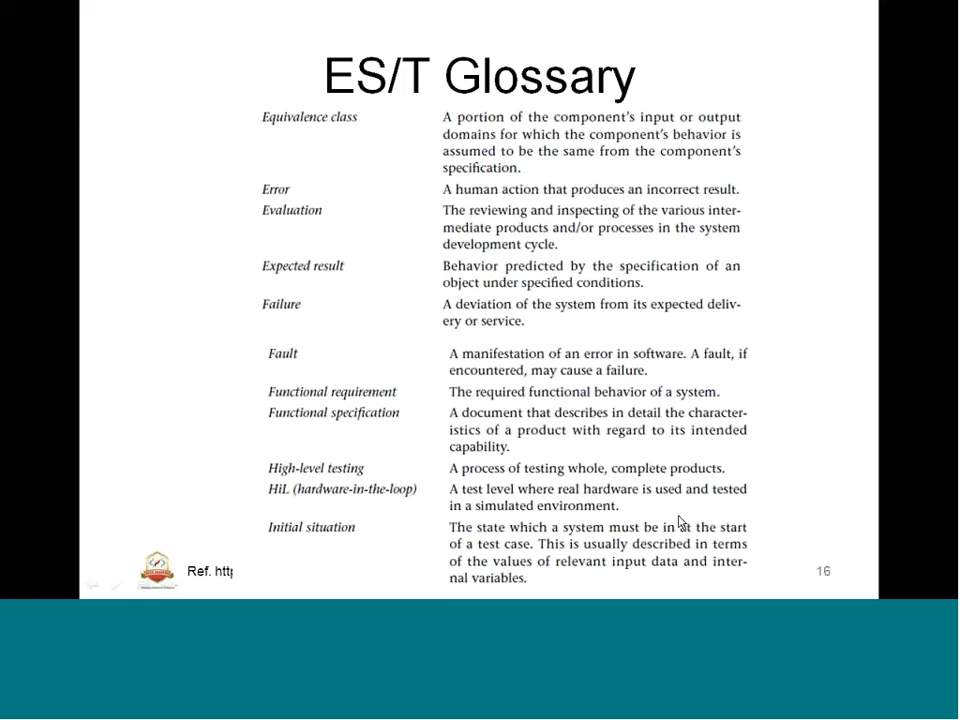 ES/T Glossary
Equivalence class A portion of the component's input or output
domains for which the component's behavior is
assumed to be the same from the component's
specification.
Error A human action that produces an incorrect result.
Evaluation The reviewing and inspecting of the various inter-
mediate products and/or processes in the system
development cycle.
Expected result Behavior predicted by the specification of an
object under specified conditions.
Failure A deviation of the system from its expected deliv-
ery or service.
Fault A manifestation of an error in software. A fault, if
encountered, may cause a failure.
Functional requirement The required functional behavior of a system.
Functional specification A document that describes in detail the character-
istics of a product with regard to its intended
capability.
High-level testing A process of testing whole, complete products.
HiL (hardware-in-the-loop) A test level where real hardware is used and tested
in a simulated environment.
Initial situation The state which a system must be in at the start
of a test case. This is usually described in terms
of the values of relevant input data and inter-
nal variables.
Ref. http
16